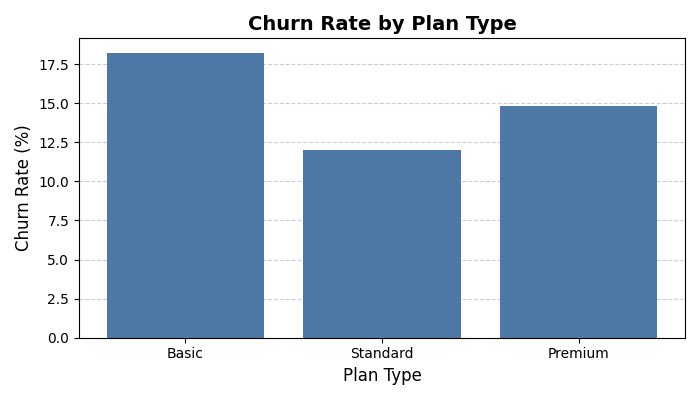 Churn Rate by Plan Type
Churn Rate (%)
17.5
15.0
12.5
10.0
7.5
5.0
2.5
0.0
Basic Standard Premium
Plan Type